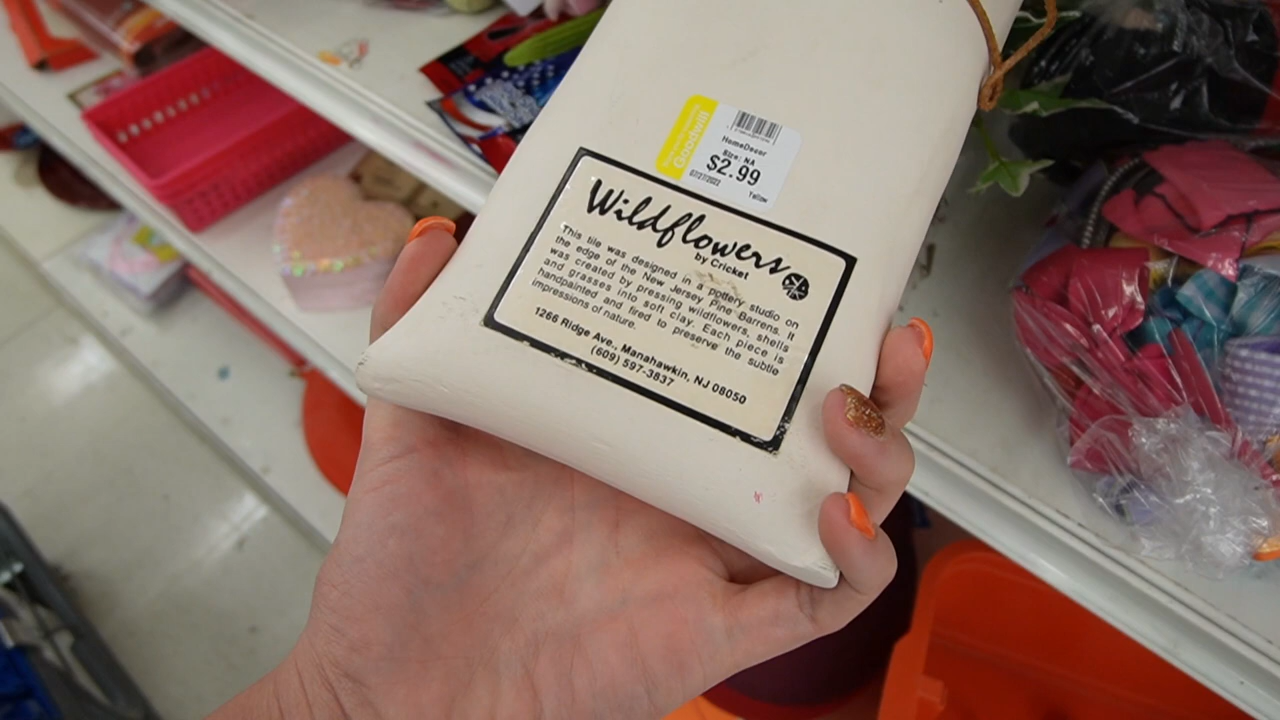 Goodwill
HomeDecor
Size: NA
$2.99
07/27/2022
Yellow
Wildflowers
by Cricket
This tile was designed in a pottery studio on
the edge of the New Jersey Pine Barrens. It
was created by pressing wildflowers, shells
and grasses into soft clay. Each piece is
handpainted and fired to preserve the subtle
impressions of nature.
1266 Ridge Ave., Manahawkin, NJ 08050
(609) 597-3837